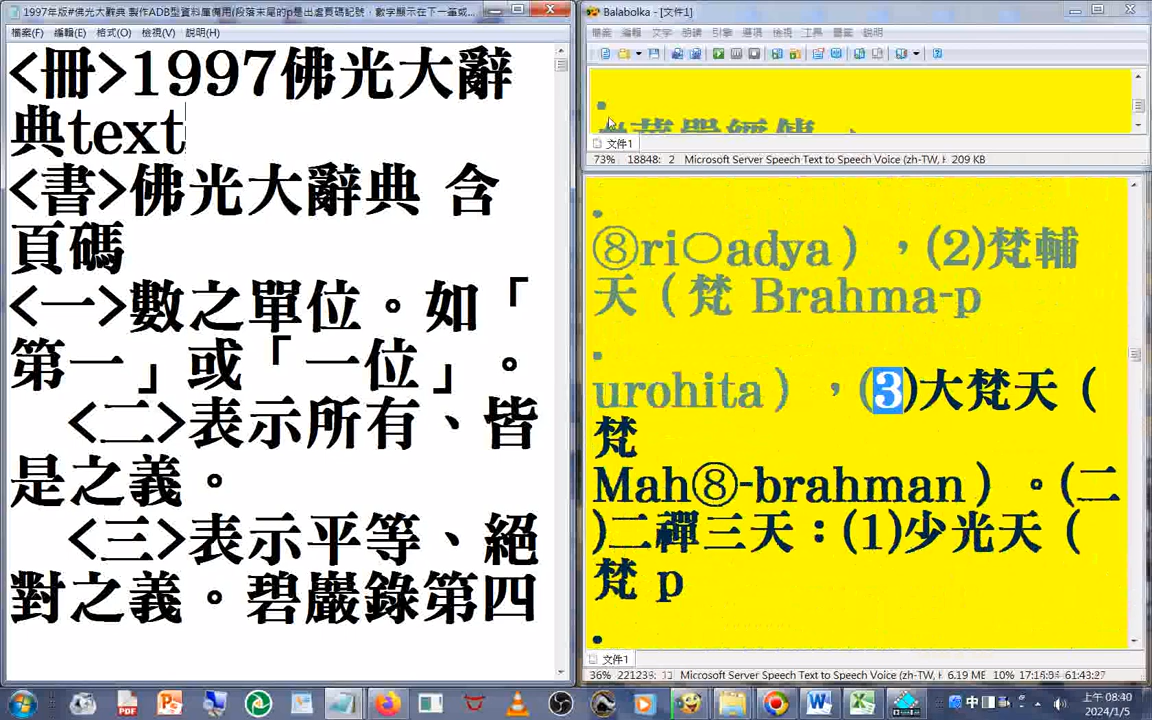 1997年版#佛光大辭典 製作ADB型資料庫備用(段落末尾的p是出處頁碼記號，數字顯示在下一筆或...
檔案(F) 編輯(E) 格式(O) 檢視(V) 說明(H)
<冊>1997佛光大辭
典text
<書>佛光大辭典 含
頁碼
<一>數之單位。如「
第一」或「一位」。
<二>表示所有、皆
是之義。
<三>表示平等、絕
對之義。碧巖錄第四
Balabolka - [文件1]
檔案 編輯 文字 朗讀 引擎 選項 檢視 工具 書籤 說明
文件1
73% 18848: 2 Microsoft Server Speech Text to Speech Voice (zh-TW, H 209 KB
⑧ri○adya），(2)梵輔
天（梵 Brahma-p
urohita），(3)大梵天（
梵
Mah⑧-brahman）。(二
)二禪三天：(1)少光天（
梵 p
文件1
Microsoft Server Speech Text to Speech Voice (zh-TW, 6.19 MB 10%
中
上午 08:40
2024/1/5